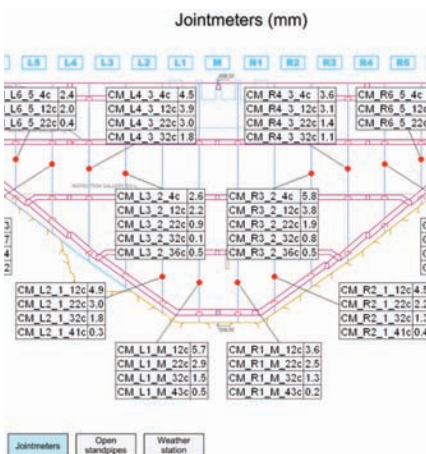 Jointmeters (mm)
L5 L4 L3 L2 L1 M R1 R2 R3 R4 R5
L6_5_4c 2.4
L6_5_12c 2.0
L6_5_22c 0.4
CM_L4_3_4c 4.5
CM_L4_3_12c 3.9
CM_L4_3_22c 3.0
CM_L4_3_32c 1.8
CM_R4_3_4c 3.6
CM_R4_3_12c 3.1
CM_R4_3_22c 1.4
CM_R4_3_32c 1.1
CM_R6_5_4c
CM_R6_5_12c
CM_R6_5_22c
CM_L3_2_4c 2.6
CM_L3_2_12c 2.2
CM_L3_2_22c 0.9
CM_L3_2_32c 0.1
CM_L3_2_36c 0.5
CM_R3_2_4c 5.8
CM_R3_2_12c 3.8
CM_R3_2_22c 1.9
CM_R3_2_32c 0.8
CM_R3_2_36c 0.5
CM_L2_1_12c 4.9
CM_L2_1_22c 3.0
CM_L2_1_32c 1.8
CM_L2_1_41c 0.3
CM_R2_1_12c 4.5
CM_R2_1_22c 2.2
CM_R2_1_32c 1.3
CM_R2_1_41c 0.4
CM_L1_M_12c 5.7
CM_L1_M_22c 2.9
CM_L1_M_32c 1.5
CM_L1_M_43c 0.5
CM_R1_M_12c 3.6
CM_R1_M_22c 2.5
CM_R1_M_32c 1.3
CM_R1_M_43c 0.2
Jointmeters
Open standpipes
Weather station